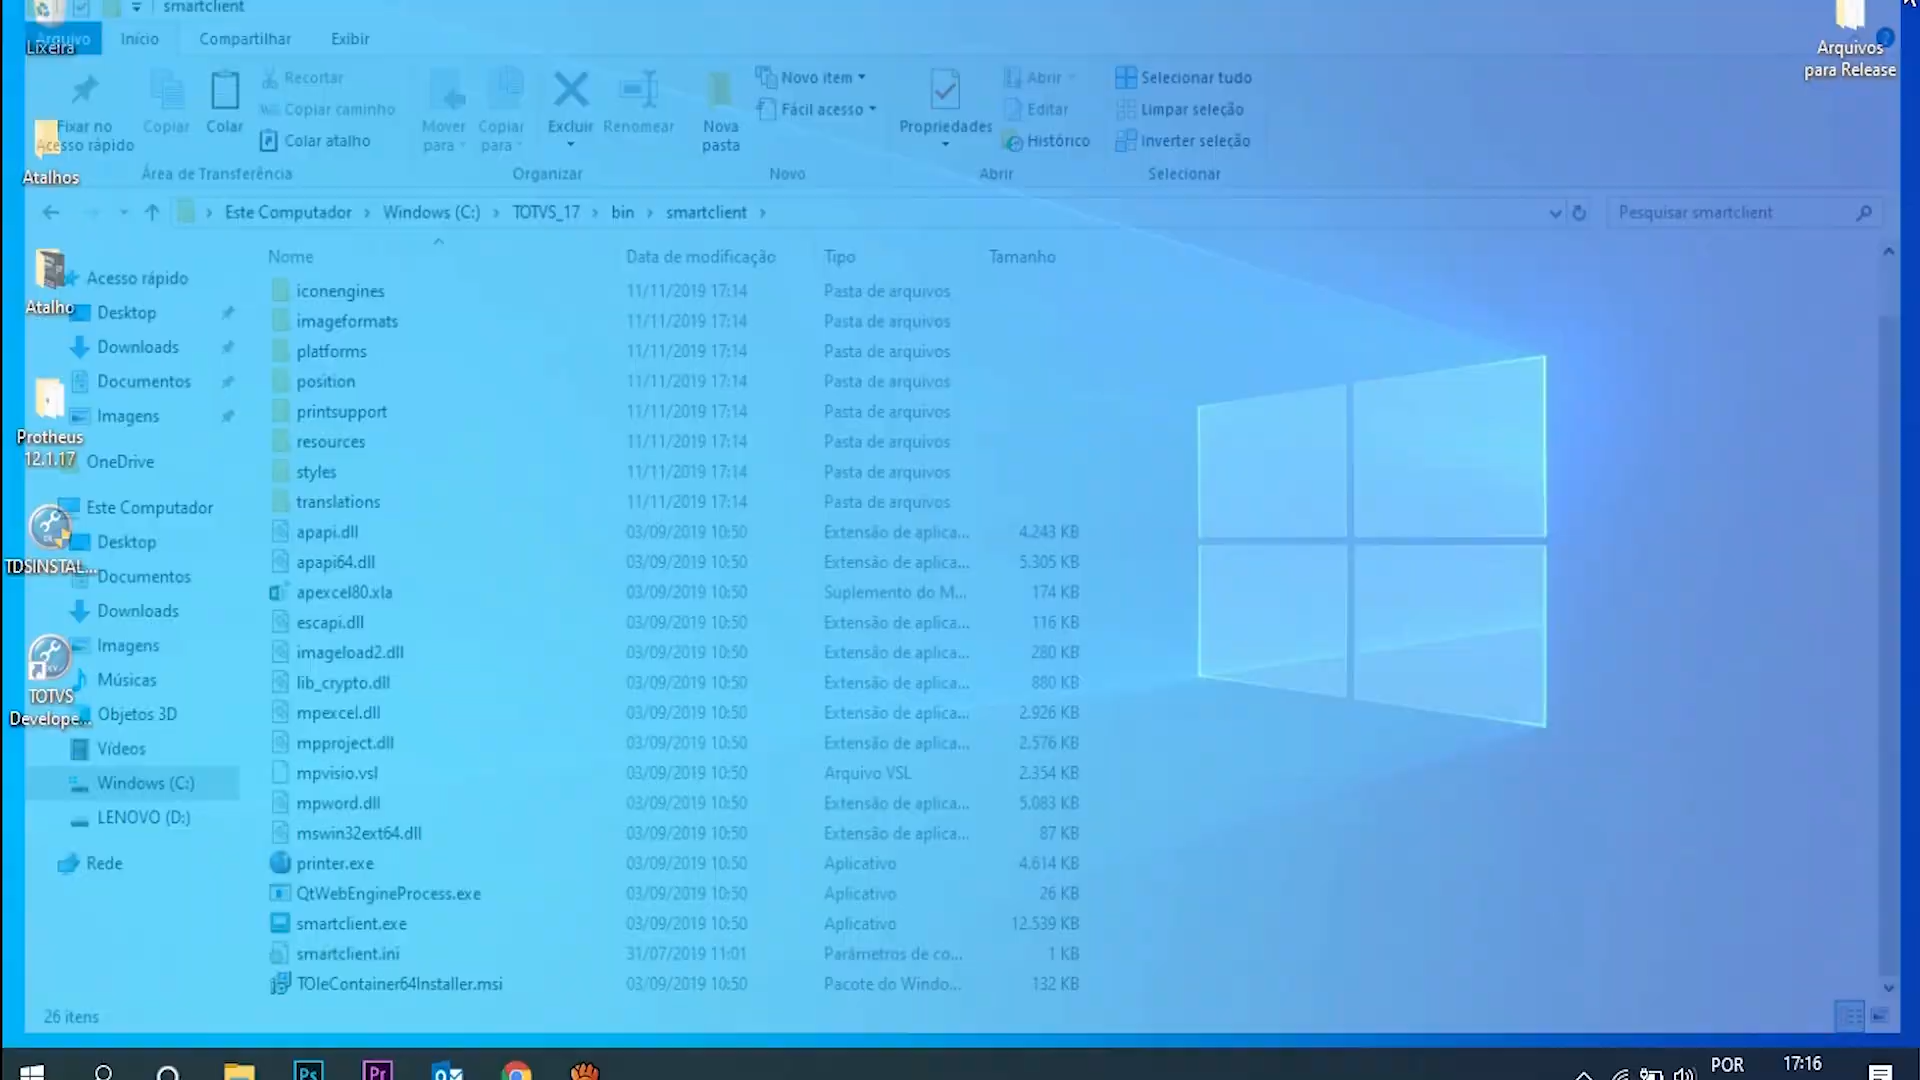 smartclient
Arquivo
Início
Compartilhar
Exibir
Lixeira
Arquivos
para Release
Fixar no
Acesso rápido
Copiar
Colar
Recortar
Copiar caminho
Colar atalho
Área de Transferência
Mover
para
Copiar
para
Excluir
Renomear
Organizar
Nova
pasta
Novo item
Fácil acesso
Novo
Propriedades
Abrir
Editar
Histórico
Abrir
Selecionar tudo
Limpar seleção
Inverter seleção
Selecionar
Atalhos
Este Computador
Windows (C:)
TOTVS_17
bin
smartclient
Pesquisar smartclient
Atalho
Protheus
12.1.17
TDSINSTAL...
TOTVS
Develope...
Acesso rápido
Desktop
Downloads
Documentos
Imagens
OneDrive
Este Computador
Desktop
Documentos
Downloads
Imagens
Músicas
Objetos 3D
Vídeos
Windows (C:)
LENOVO (D:)
Rede
Nome Data de modificação Tipo Tamanho
iconengines 11/11/2019 17:14 Pasta de arquivos
imageformats 11/11/2019 17:14 Pasta de arquivos
platforms 11/11/2019 17:14 Pasta de arquivos
position 11/11/2019 17:14 Pasta de arquivos
printsupport 11/11/2019 17:14 Pasta de arquivos
resources 11/11/2019 17:14 Pasta de arquivos
styles 11/11/2019 17:14 Pasta de arquivos
translations 11/11/2019 17:14 Pasta de arquivos
apapi.dll 03/09/2019 10:50 Extensão de aplica... 4.243 KB
apapi64.dll 03/09/2019 10:50 Extensão de aplica... 5.305 KB
apexcel80.xla 03/09/2019 10:50 Suplemento do M... 174 KB
escapi.dll 03/09/2019 10:50 Extensão de aplica... 116 KB
imageload2.dll 03/09/2019 10:50 Extensão de aplica... 280 KB
lib_crypto.dll 03/09/2019 10:50 Extensão de aplica... 880 KB
mpexcel.dll 03/09/2019 10:50 Extensão de aplica... 2.926 KB
mpproject.dll 03/09/2019 10:50 Extensão de aplica... 2.576 KB
mpvisio.vsl 03/09/2019 10:50 Arquivo VSL 2.354 KB
mpword.dll 03/09/2019 10:50 Extensão de aplica... 5.083 KB
mswin32ext64.dll 03/09/2019 10:50 Extensão de aplica... 87 KB
printer.exe 03/09/2019 10:50 Aplicativo 4.614 KB
QtWebEngineProcess.exe 03/09/2019 10:50 Aplicativo 26 KB
smartclient.exe 03/09/2019 10:50 Aplicativo 12.539 KB
smartclient.ini 31/07/2019 11:01 Parâmetros de co... 1 KB
TOleContainer64Installer.msi 03/09/2019 10:50 Pacote do Windo... 132 KB
26 itens
Ps
Pr
POR
17:16